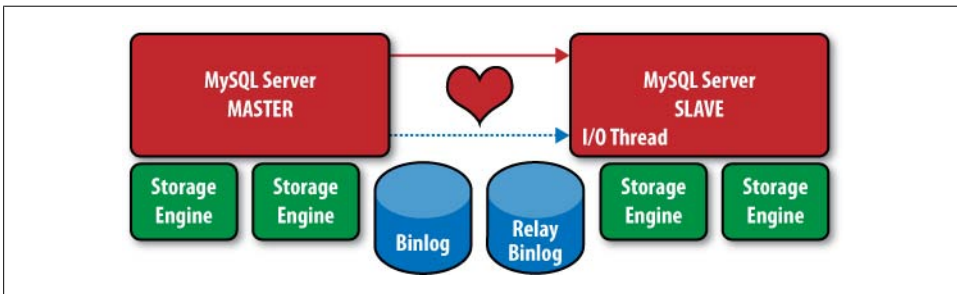 MySQL Server
MASTER
MySQL Server
SLAVE
I/O Thread
Storage
Engine
Storage
Engine
Binlog
Relay
Binlog
Storage
Engine
Storage
Engine